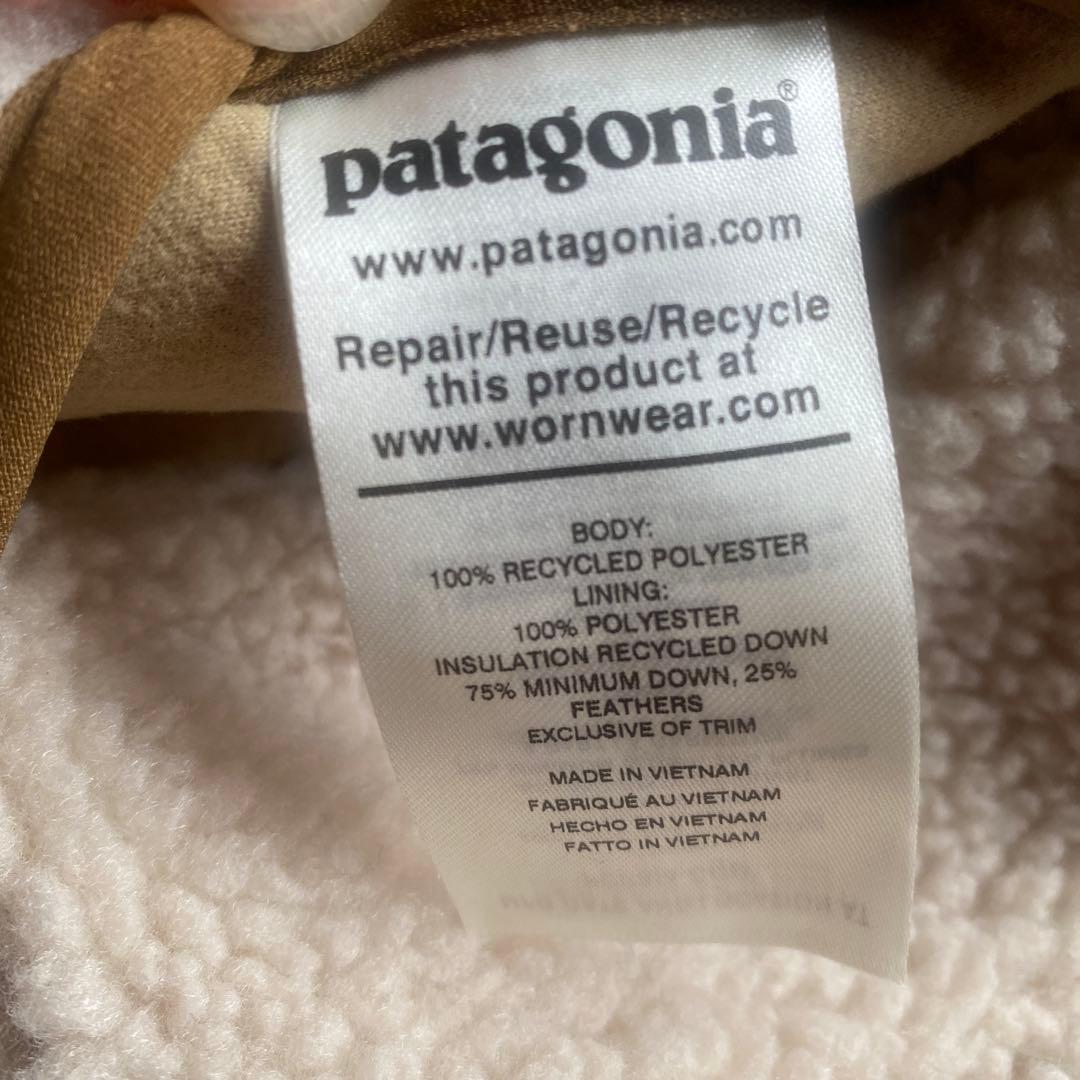 patagonia®
www.patagonia.com
Repair/Reuse/Recycle
this product at
www.wornwear.com
BODY:
100% RECYCLED POLYESTER
LINING:
100% POLYESTER
INSULATION RECYCLED DOWN
75% MINIMUM DOWN, 25%
FEATHERS
EXCLUSIVE OF TRIM
MADE IN VIETNAM
FABRIQUÉ AU VIETNAM
HECHO EN VIETNAM
FATTO IN VIETNAM